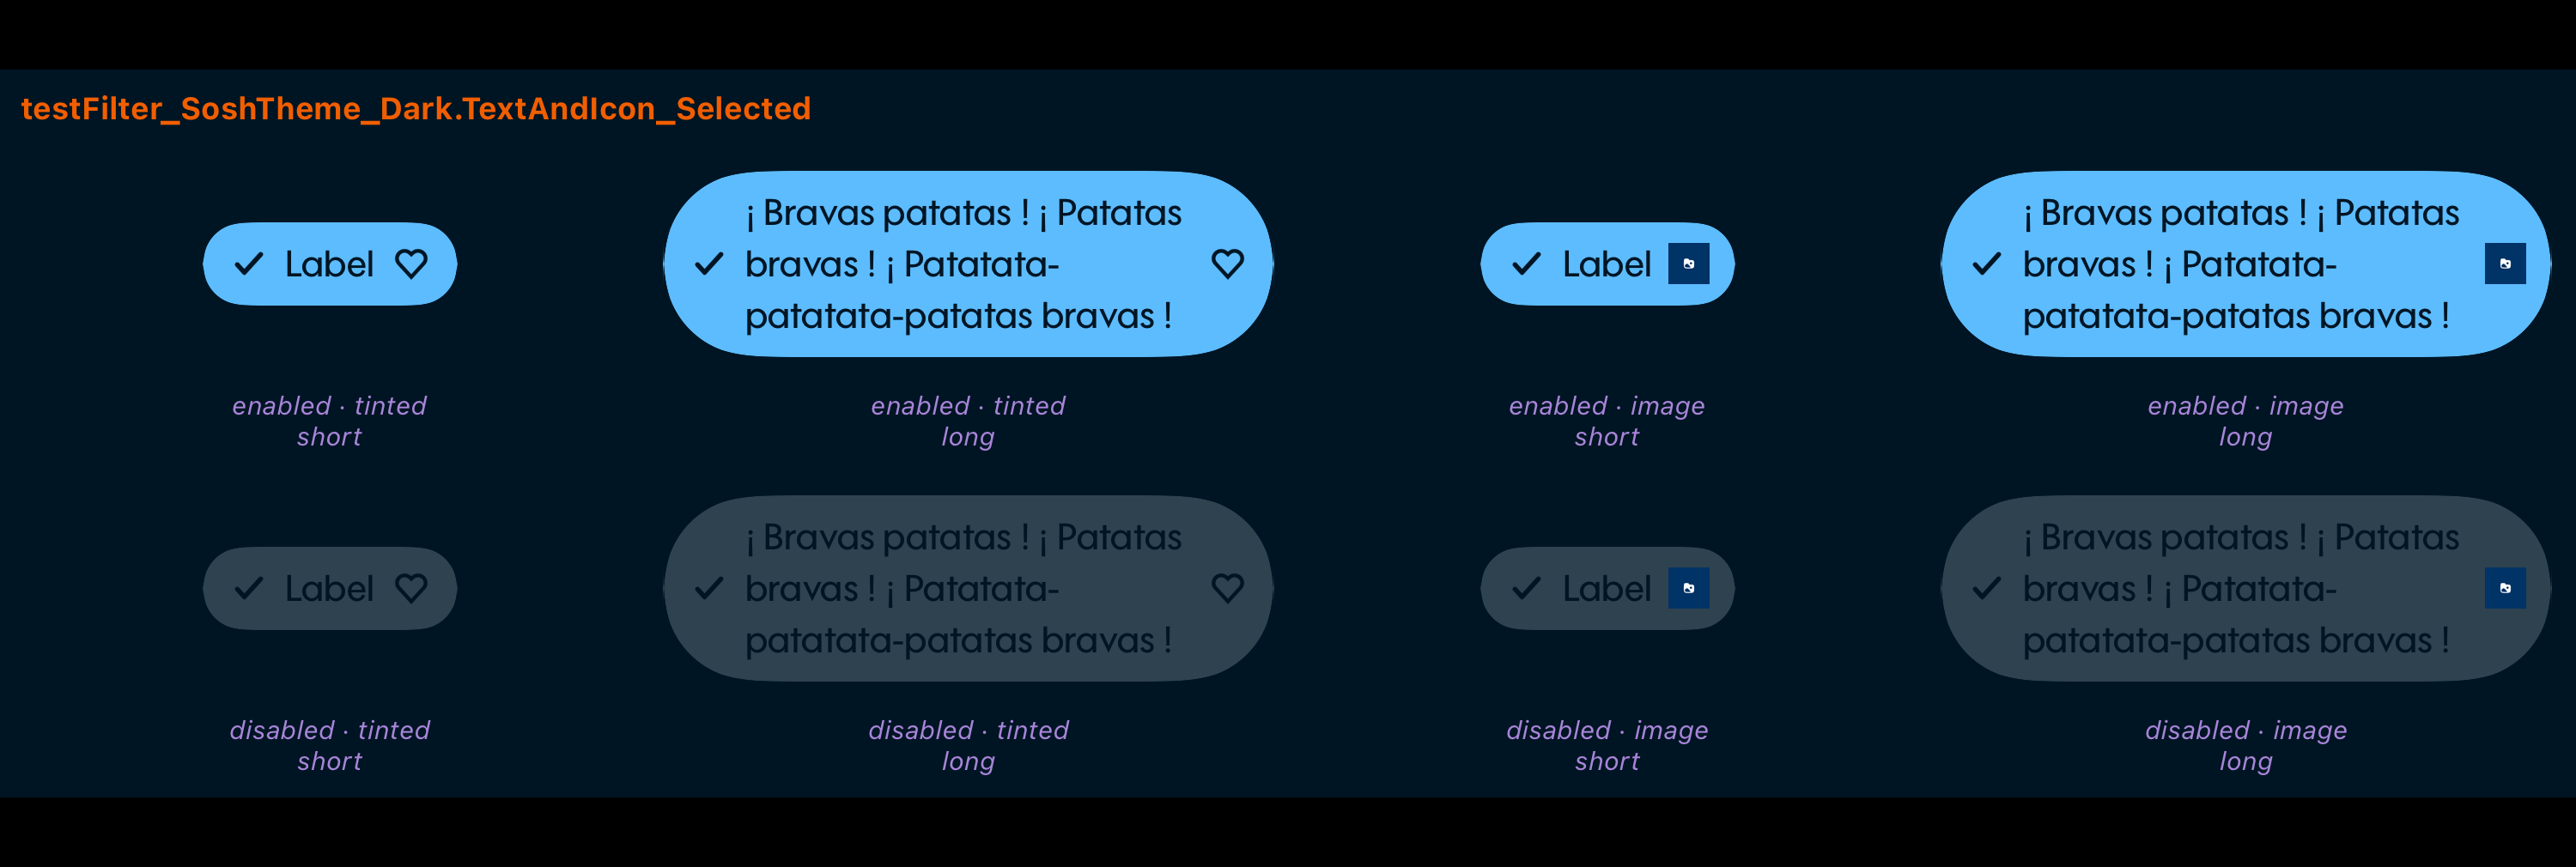 testFilter_SoshTheme_Dark.TextAndIcon_Selected
Label
¡ Bravas patatas ! ¡ Patatas
bravas ! ¡ Patatata-
patatata-patatas bravas !
Label
¡ Bravas patatas ! ¡ Patatas
bravas ! ¡ Patatata-
patatata-patatas bravas !
enabled · tinted
short
enabled · tinted
long
enabled · image
short
enabled · image
long
Label
¡ Bravas patatas ! ¡ Patatas
bravas ! ¡ Patatata-
patatata-patatas bravas !
Label
¡ Bravas patatas ! ¡ Patatas
bravas ! ¡ Patatata-
patatata-patatas bravas !
disabled · tinted
short
disabled · tinted
long
disabled · image
short
disabled · image
long